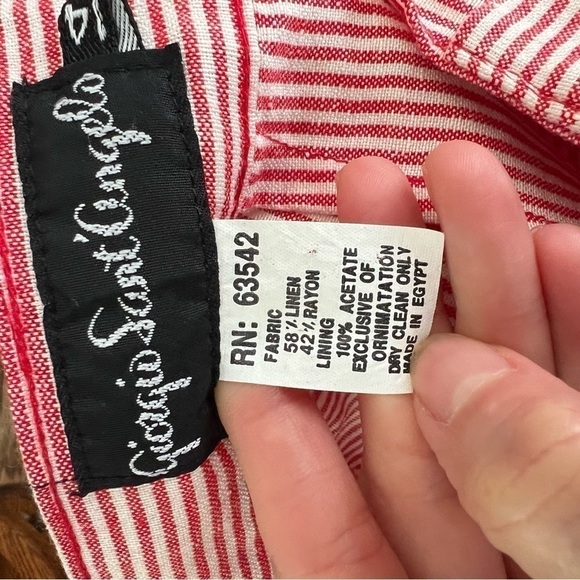 14
Giorgio Sant'Angelo
RN: 63542
FABRIC
58% LINEN
42% RAYON
LINING
100% ACETATE
EXCLUSIVE OF
ORNIMATATION
DRY CLEAN ONLY
MADE IN EGYPT